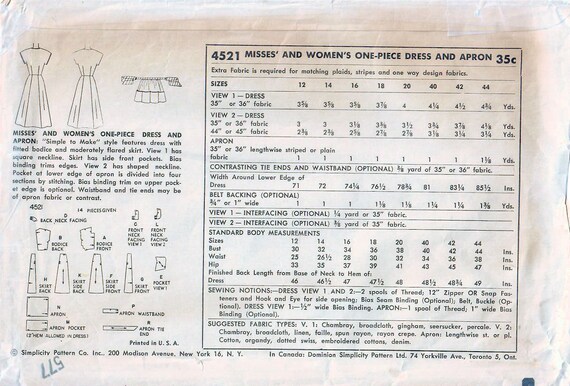 4521 MISSES' AND WOMEN'S ONE-PIECE DRESS AND APRON 35c
Extra Fabric is required for matching plaids, stripes and one way design fabrics.
SIZES 12 14 16 18 20 40 42 44
VIEW 1 — DRESS
35" or 36" fabric 3⅝ 3⅝ 3⅝ 3⅞ 4 4¼ 4½ 4¾ Yds.
VIEW 2 — DRESS
35" or 36" fabric 3 3 3⅛ 3⅜ 3½ 3¾ 4⅛ Yds.
44" or 45" fabric 2⅝ 2⅝ 2⅞ 3⅛ 3¼ Yds.
APRON
35" or 36" lengthwise striped or plain
fabric 1 1 1 1 1 1 1 1⅛ Yds.
CONTRASTING TIE ENDS AND WAISTBAND (OPTIONAL) ⅝ yard of 35" or 36" fabric.
Width Around Lower Edge of
Dress 71 72 74¼ 76½ 78¾ 81 83¼ 85½ Ins.
BELT BACKING (OPTIONAL)
¾" or 1" wide 1 1 1 1⅛ 1⅛ 1¼ 1¼ 1⅜ Yds.
VIEW 1 — INTERFACING (OPTIONAL) ¼ yard of 35" fabric.
VIEW 2 — INTERFACING (OPTIONAL) ⅜ yard of 35" fabric.
STANDARD BODY MEASUREMENTS
Sizes 12 14 16 18 20 40 42 44
Bust 30 32 34 36 38 40 42 44 Ins.
Waist 25 26½ 28 30 32 34 36 38 Ins.
Hip 33 35 37 39 41 43 45 47 Ins.
Finished Back Length from Base of Neck to Hem of:
Dress 46 46½ 47 47½ 48 48½ 48¾ 49 Ins.
SEWING NOTIONS:—DRESS VIEW 1 AND 2:—2 spools of Thread; 12" Zipper OR Snap Fas-
teners and Hook and Eye for side opening; Bias Seam Binding (Optional); Belt, Buckle (Op-
tional). DRESS VIEW 1:—½" wide Bias Binding. APRON:—1 spool of Thread; 1" wide Bias
Binding (Optional).
SUGGESTED FABRIC TYPES: V. 1: Chambray, broadcloth, gingham, seersucker, percale. V. 2:
Chambray, broadcloth, linen, faille, spun rayon, rayon crepe. Apron: Lengthwise st. or pl.
Cotton, organdy, dotted swiss, embroidered cottons, denim.
MISSES' AND WOMEN'S ONE-PIECE DRESS AND
APRON: "Simple to Make" style features dress with
fitted bodice and moderately flared skirt. View 1 has
square neckline. Skirt has side front pockets. Bias
binding trims edges. View 2 has shaped neckline.
Pocket at lower edge of apron is divided into four
sections by stitching. Bias binding trim on upper pock-
et edge is optional. Waistband and tie ends may be
of apron fabric or contrast.
4521 14 PIECES GIVEN
D BACK NECK FACING
B BODICE BACK
A BODICE FRONT
FRONT NECK FACING VIEW 1
FRONT NECK FACING VIEW 2
H SKIRT BACK
K SKIRT SIDE BACK
F SKIRT FRONT
G SKIRT SIDE FRONT
E POCKET
N APRON
P APRON WAISTBAND
APRON POCKET
R APRON TIE END
(2" HEM ALLOWED IN DRESS)
Printed in U. S. A.
© Simplicity Pattern Co. Inc., 200 Madison Avenue, New York 16, N. Y.
In Canada: Dominion Simplicity Pattern Ltd. 74 Yorkville Ave., Toronto 5, Ont.
577